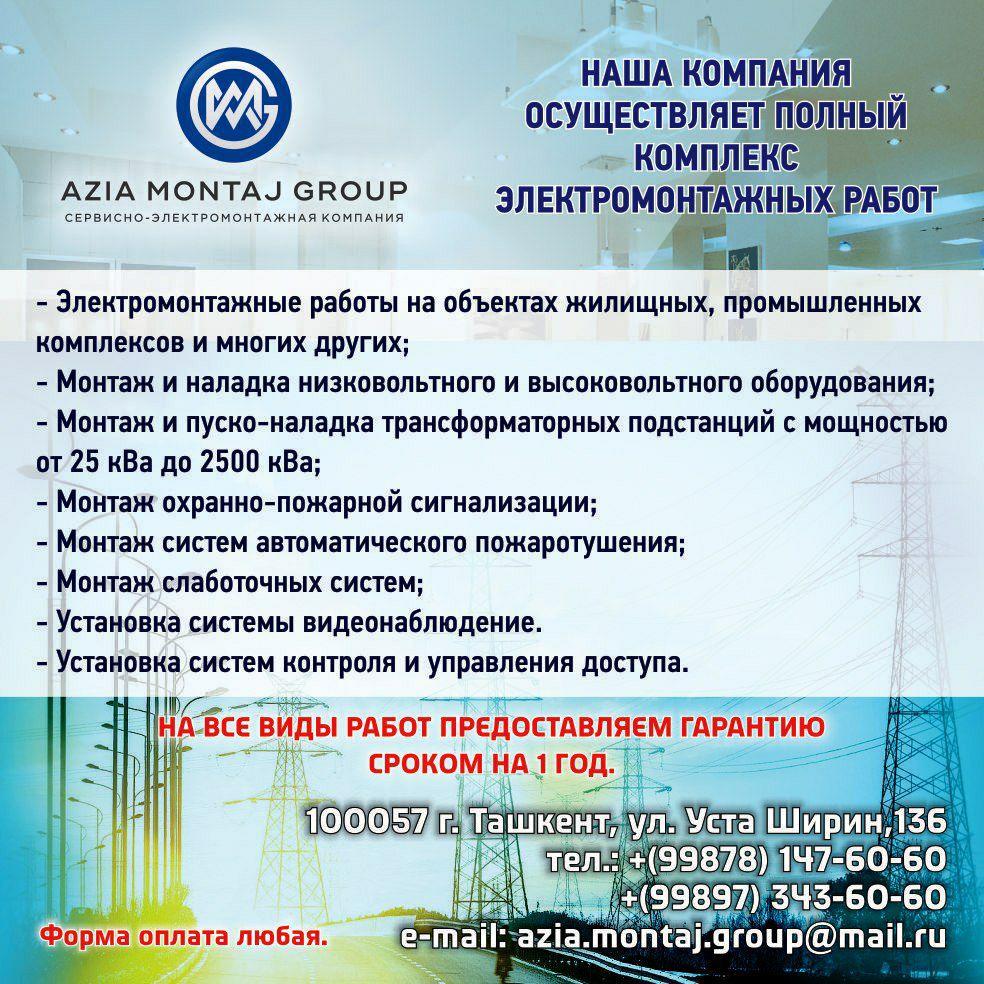 AZIA MONTAJ GROUP
СЕРВИСНО-ЭЛЕКТРОМОНТАЖНАЯ КОМПАНИЯ
НАША КОМПАНИЯ
ОСУЩЕСТВЛЯЕТ ПОЛНЫЙ
КОМПЛЕКС
ЭЛЕКТРОМОНТАЖНЫХ РАБОТ
- Электромонтажные работы на объектах жилищных, промышленных
комплексов и многих других;
- Монтаж и наладка низковольтного и высоковольтного оборудования;
- Монтаж и пуско-наладка трансформаторных подстанций с мощностью
от 25 кВа до 2500 кВа;
- Монтаж охранно-пожарной сигнализации;
- Монтаж систем автоматического пожаротушения;
- Монтаж слаботочных систем;
- Установка системы видеонаблюдение.
- Установка систем контроля и управления доступа.
НА ВСЕ ВИДЫ РАБОТ ПРЕДОСТАВЛЯЕМ ГАРАНТИЮ
СРОКОМ НА 1 ГОД.
100057 г. Ташкент, ул. Уста Ширин,136
тел.: +(99878) 147-60-60
+(99897) 343-60-60
Форма оплата любая.
e-mail: azia.montaj.group@mail.ru